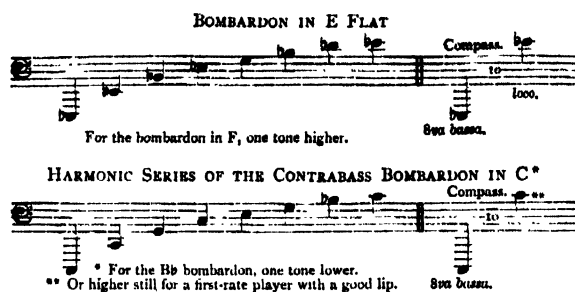 BOMBARDON IN E FLAT
Compass.
to
loco.
8va bassa.
For the bombardon in F, one tone higher.
HARMONIC SERIES OF THE CONTRABASS BOMBARDON IN C*
Compass.
**
to
* For the B♭ bombardon, one tone lower.
** Or higher still for a first-rate player with a good lip.
8va bassa.